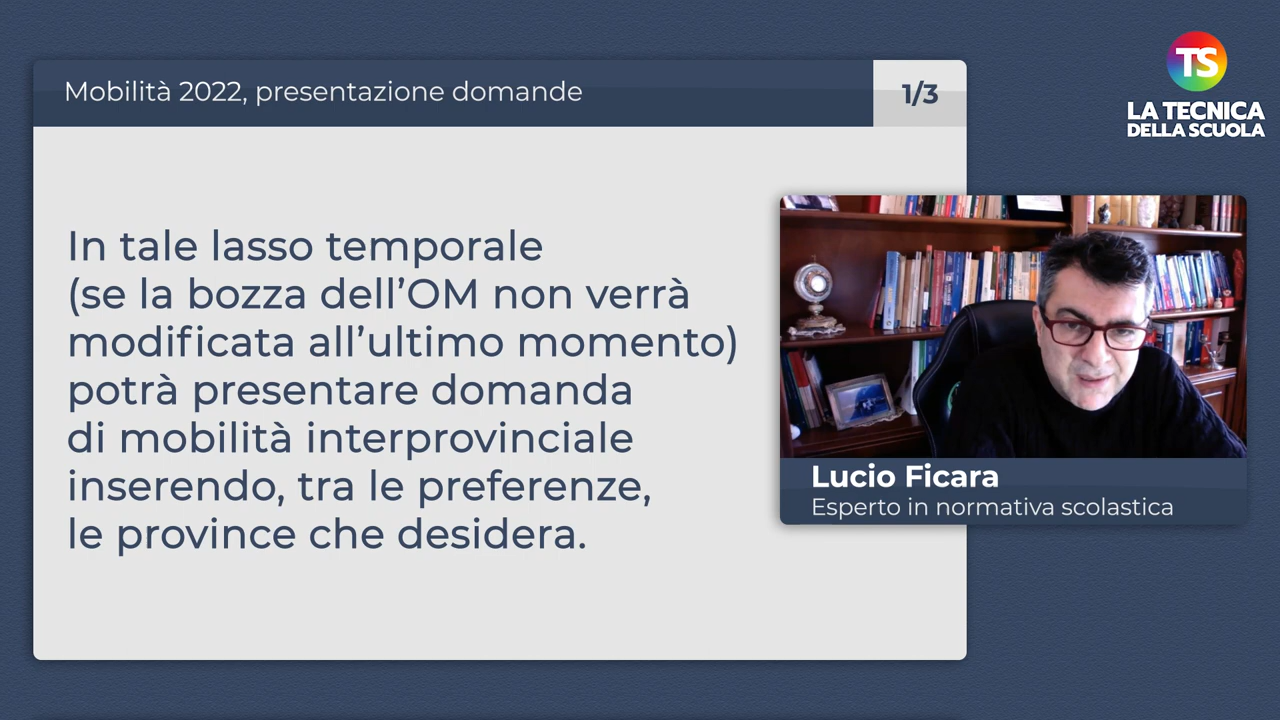 Mobilità 2022, presentazione domande
1/3
TS
LA TECNICA
DELLA SCUOLA
In tale lasso temporale
(se la bozza dell’OM non verrà
modificata all’ultimo momento)
potrà presentare domanda
di mobilità interprovinciale
inserendo, tra le preferenze,
le province che desidera.
Lucio Ficara
Esperto in normativa scolastica